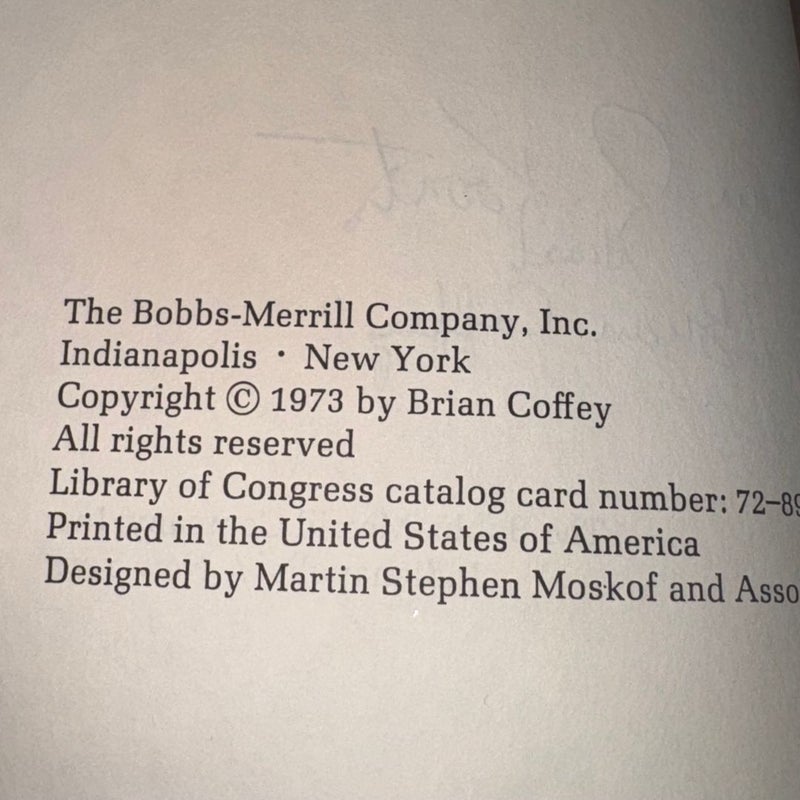 The Bobbs-Merrill Company, Inc.
Indianapolis · New York
Copyright © 1973 by Brian Coffey
All rights reserved
Library of Congress catalog card number: 72–89
Printed in the United States of America
Designed by Martin Stephen Moskof and Asso